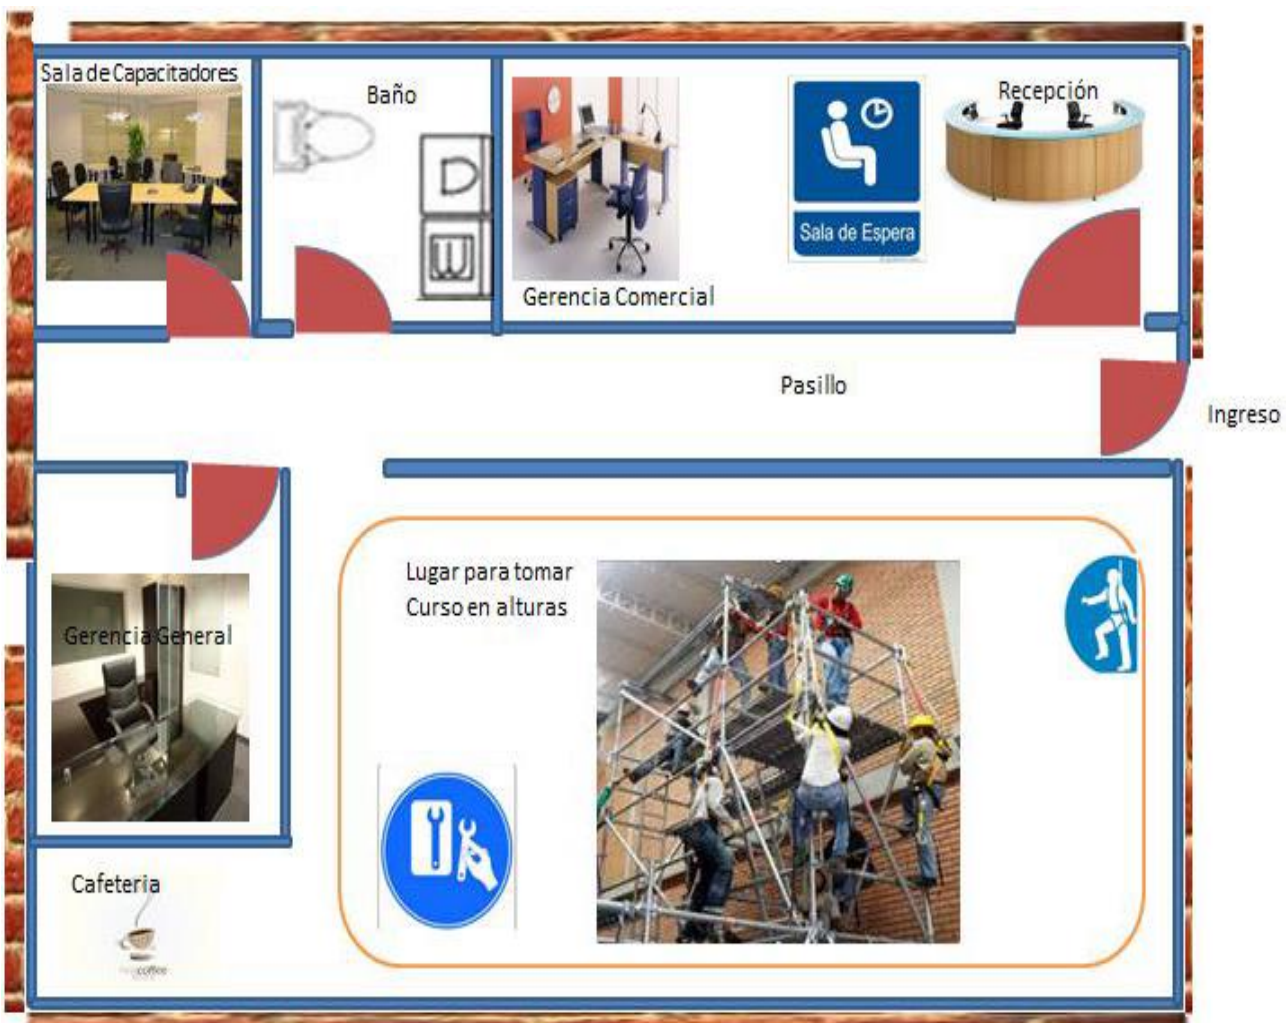 Sala de Capacitadores
Baño
Recepción
Sala de Espera
Gerencia Comercial
Pasillo
Ingreso
Lugar para tomar
Curso en alturas
Gerencia General
Cafeteria
coffee